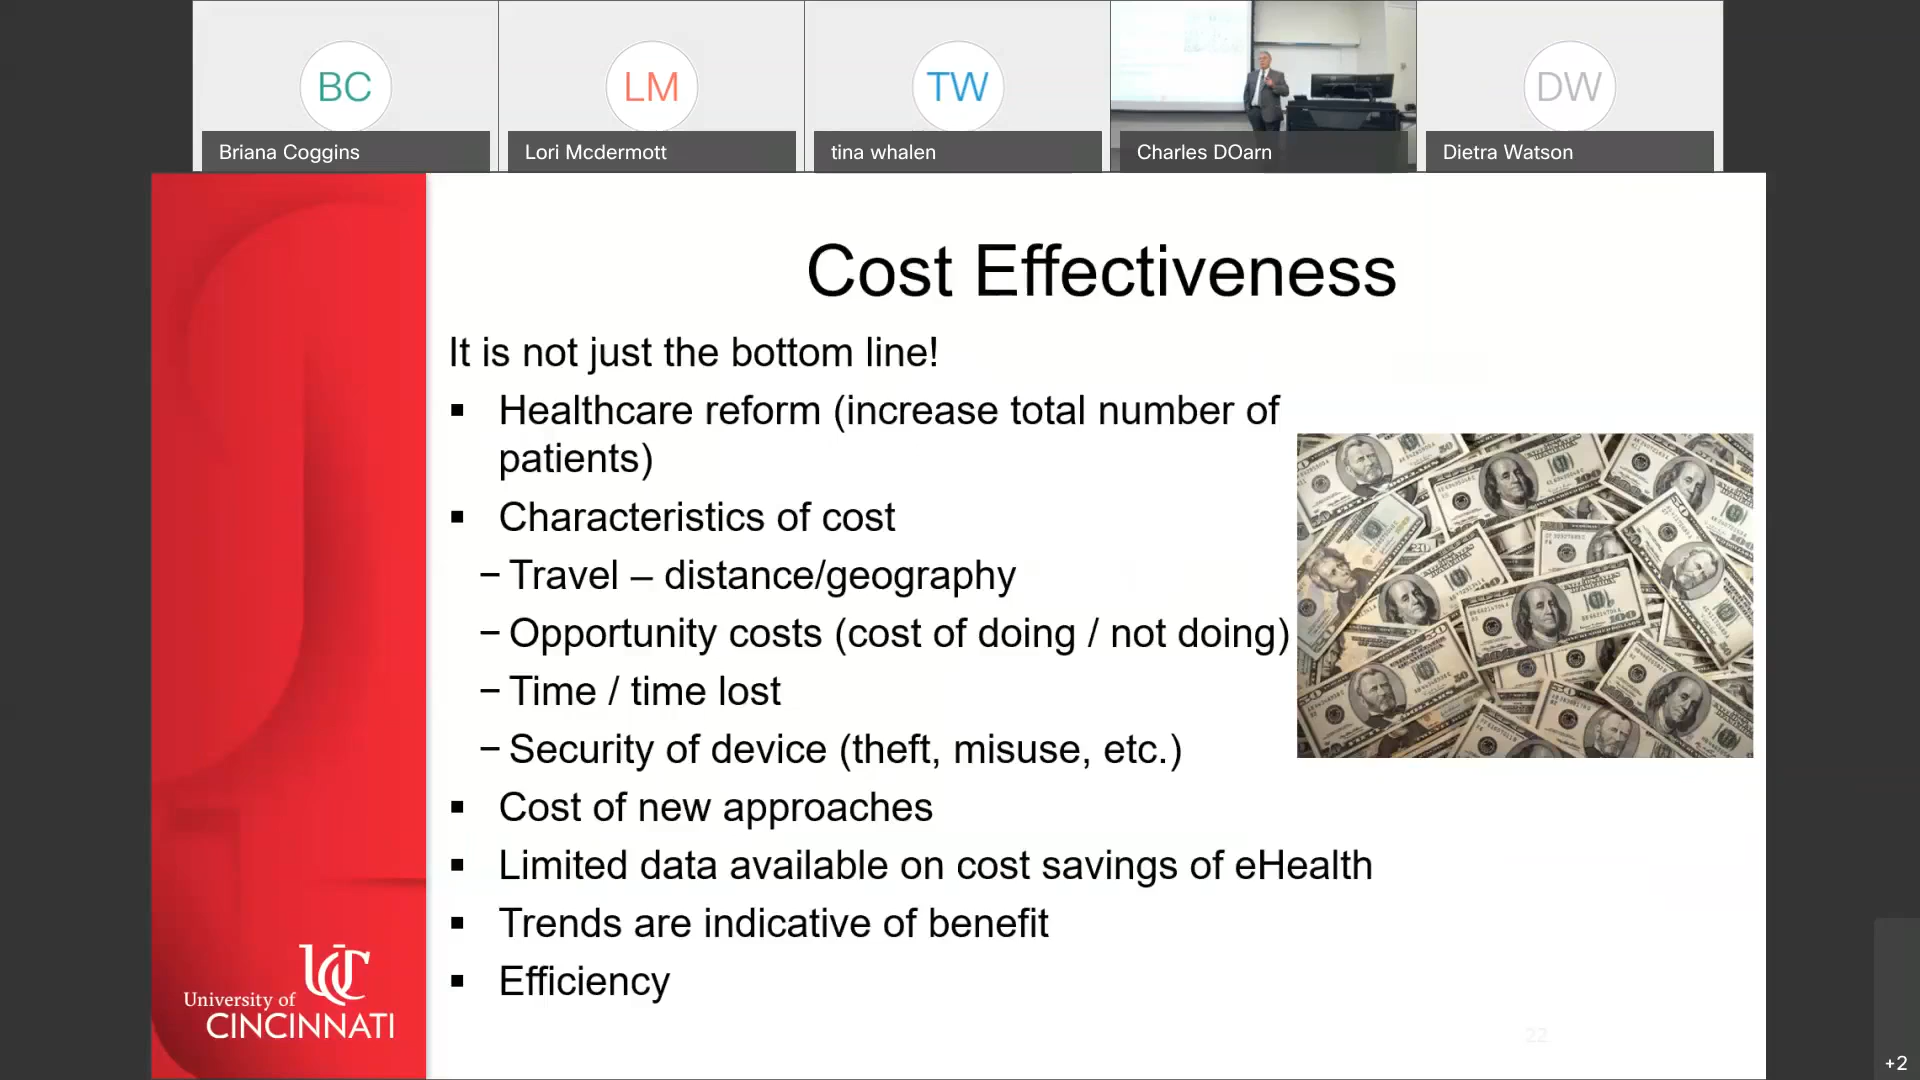 BC
LM
TW
DW
Briana Coggins
Lori Mcdermott
tina whalen
Charles DOarn
Dietra Watson
Cost Effectiveness
It is not just the bottom line!
▪ Healthcare reform (increase total number of
patients)
▪ Characteristics of cost
− Travel – distance/geography
− Opportunity costs (cost of doing / not doing)
− Time / time lost
− Security of device (theft, misuse, etc.)
▪ Cost of new approaches
▪ Limited data available on cost savings of eHealth
▪ Trends are indicative of benefit
▪ Efficiency
UC
University of
CINCINNATI
22
+2